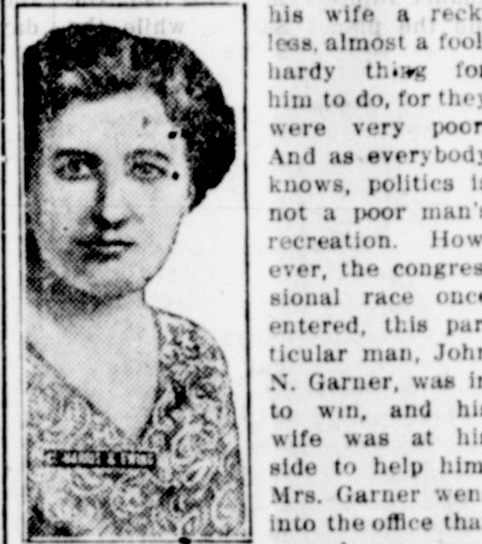 his wife a reck
less, almost a fool
hardy thing for
him to do, for they
were very poor
And as everybody
knows, politics is
not a poor man's
recreation. How
ever, the congres
sional race once
entered, this par
ticular man, John
N. Garner, was in
to win, and his
wife was at his
side to help him
Mrs. Garner wen
into the office tha
HARRIS & EWING